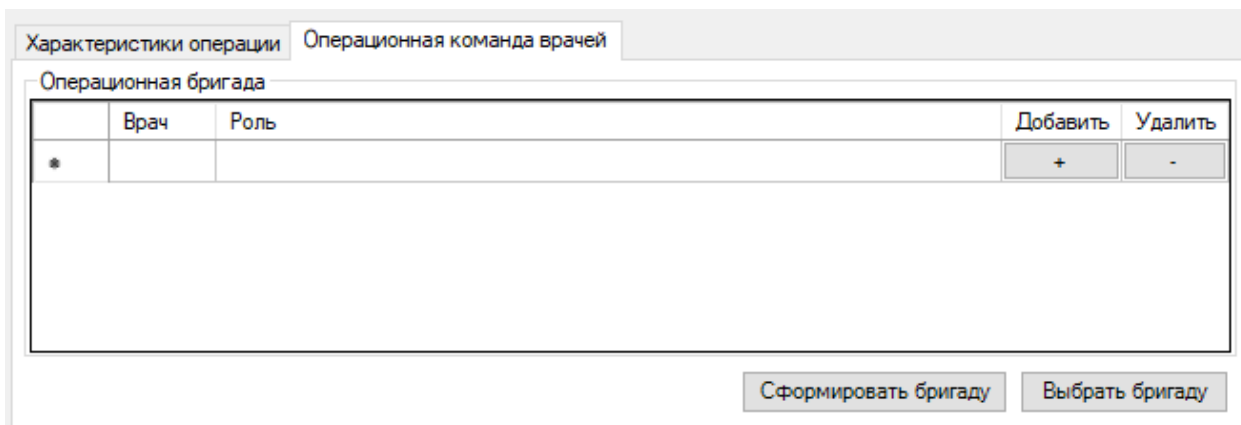 Характеристики операции Операционная команда врачей
Операционная бригада
Врач Роль Добавить Удалить
* + -
Сформировать бригаду Выбрать бригаду